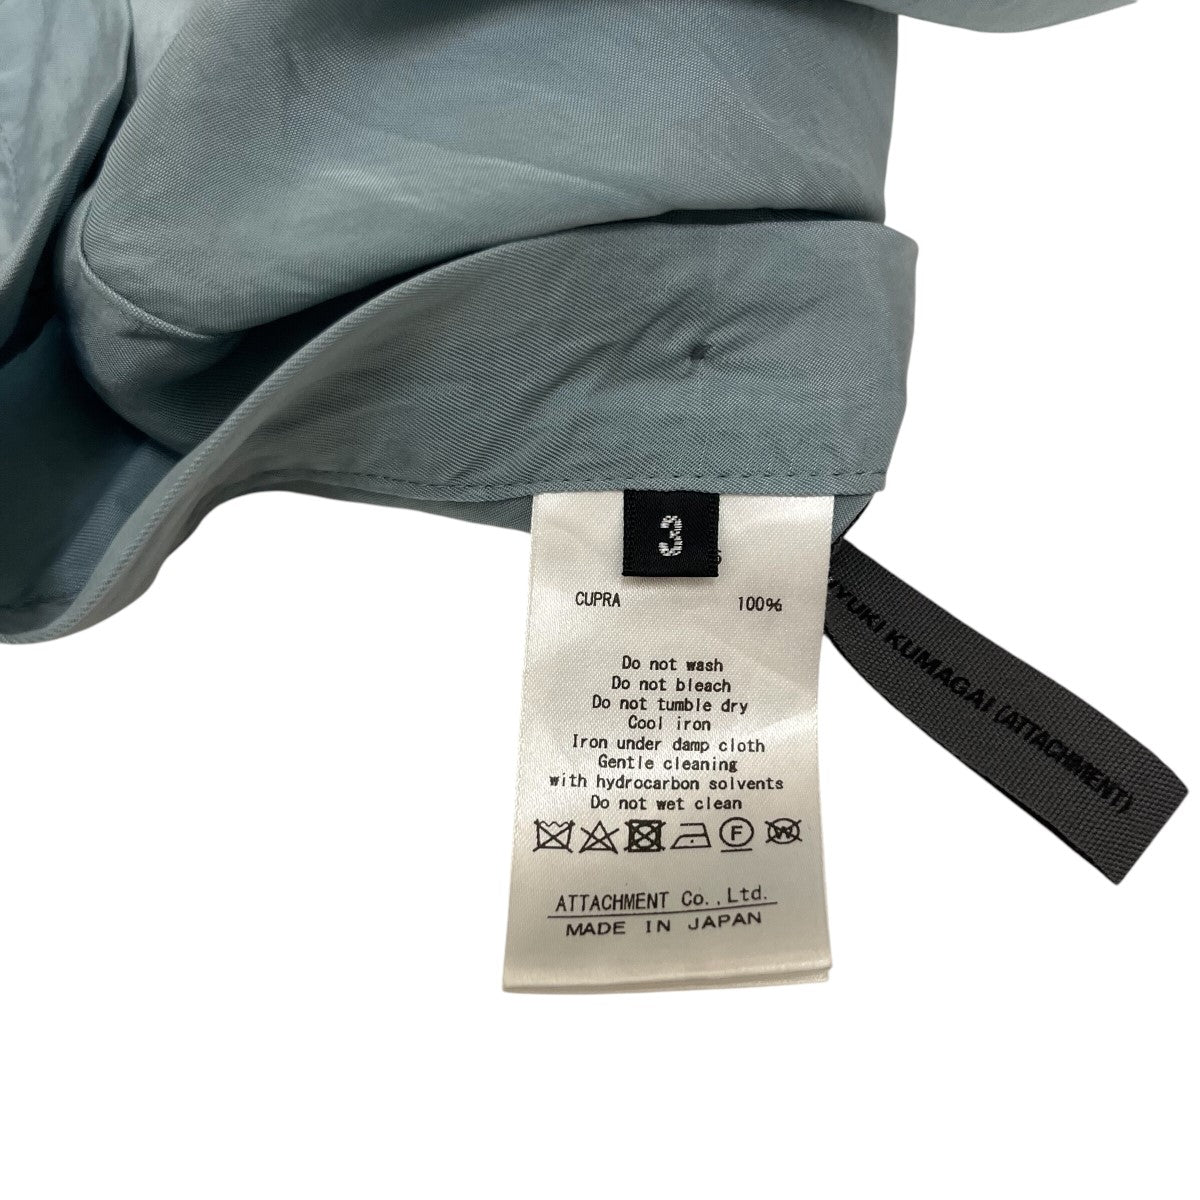 3
CUPRA 100%
Do not wash
Do not bleach
Do not tumble dry
Cool iron
Iron under damp cloth
Gentle cleaning
with hydrocarbon solvents
Do not wet clean
F W
ATTACHMENT Co.,Ltd.
MADE IN JAPAN
KUMAGAI (ATTACHMENT)